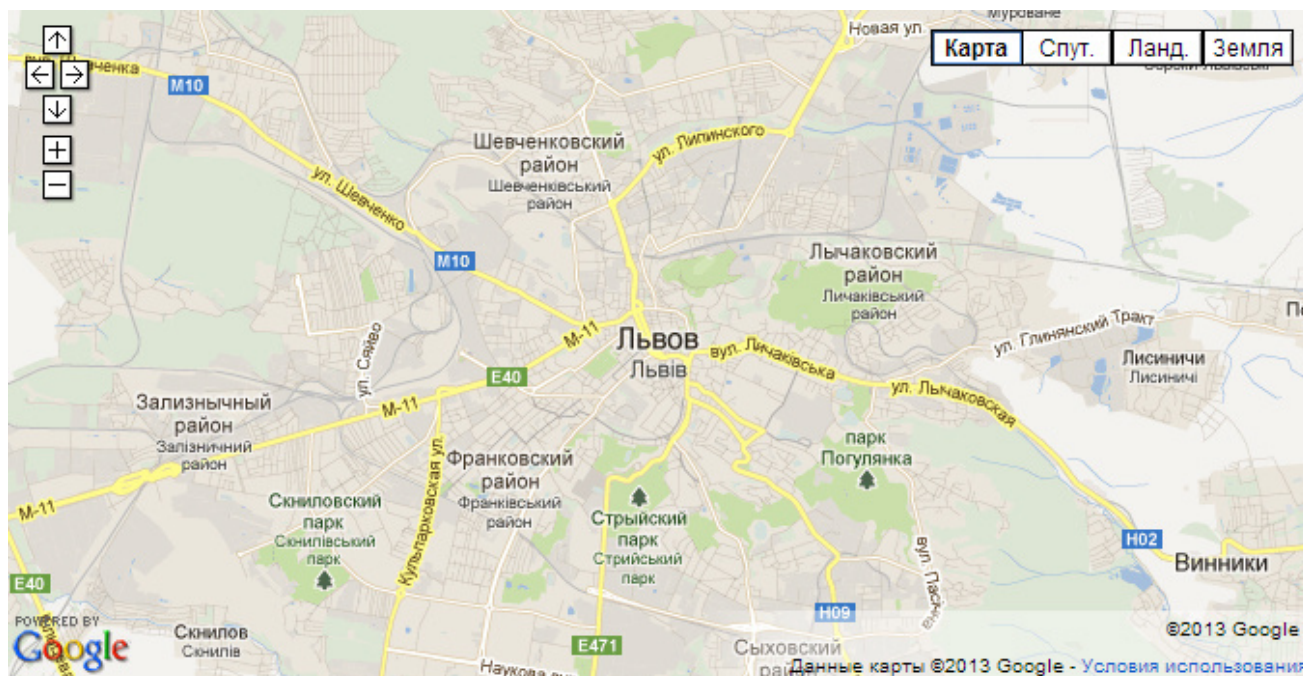 Муроване
Новая ул.
Карта Спут. Ланд. Земля
M10
ул. Липинского
Шевченковский
район
Шевченківський
район
ул. Шевченко
M10
Лычаковский
район
Личаківський
район
ул. Глинянский Тракт
М-11
Львов
Львів
вул. Личаківська
Лисиничи
Лисиничі
ул. Сяйво
E40
ул. Лычаковская
М-11
Зализнычный
район
Залізничний
район
парк
Погулянка
Франковский
район
Франківський
район
Кульпарковская ул.
Скниловский
парк
Скнилівський
парк
М-11
Стрыйский
парк
Стрийський
парк
H02
Винники
E40
H09
POWERED BY
Google
Скнилов
Скнилів
E471
Сыховский
©2013 Google
Наукова
Данные карты ©2013 Google - Условия использования